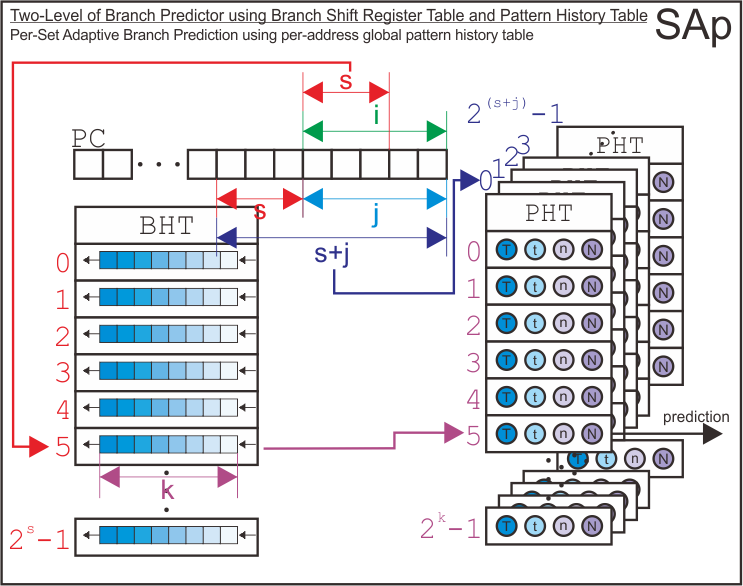 Two-Level of Branch Predictor using Branch Shift Register Table and Pattern History Table
Per-Set Adaptive Branch Prediction using per-address global pattern history table
SAp
s
i
2^(s+j)-1
PC
3
2
1
0
PHT
N
N
N
N
N
N
s
j
s+j
BHT
PHT
0
0 T t n N
1
1 T t n N
2
2 T t n N
3
3 T t n N
4
4 T t n N
5
5 T t n N
prediction
T t n N
k
2^s-1
2^k-1 T t n N